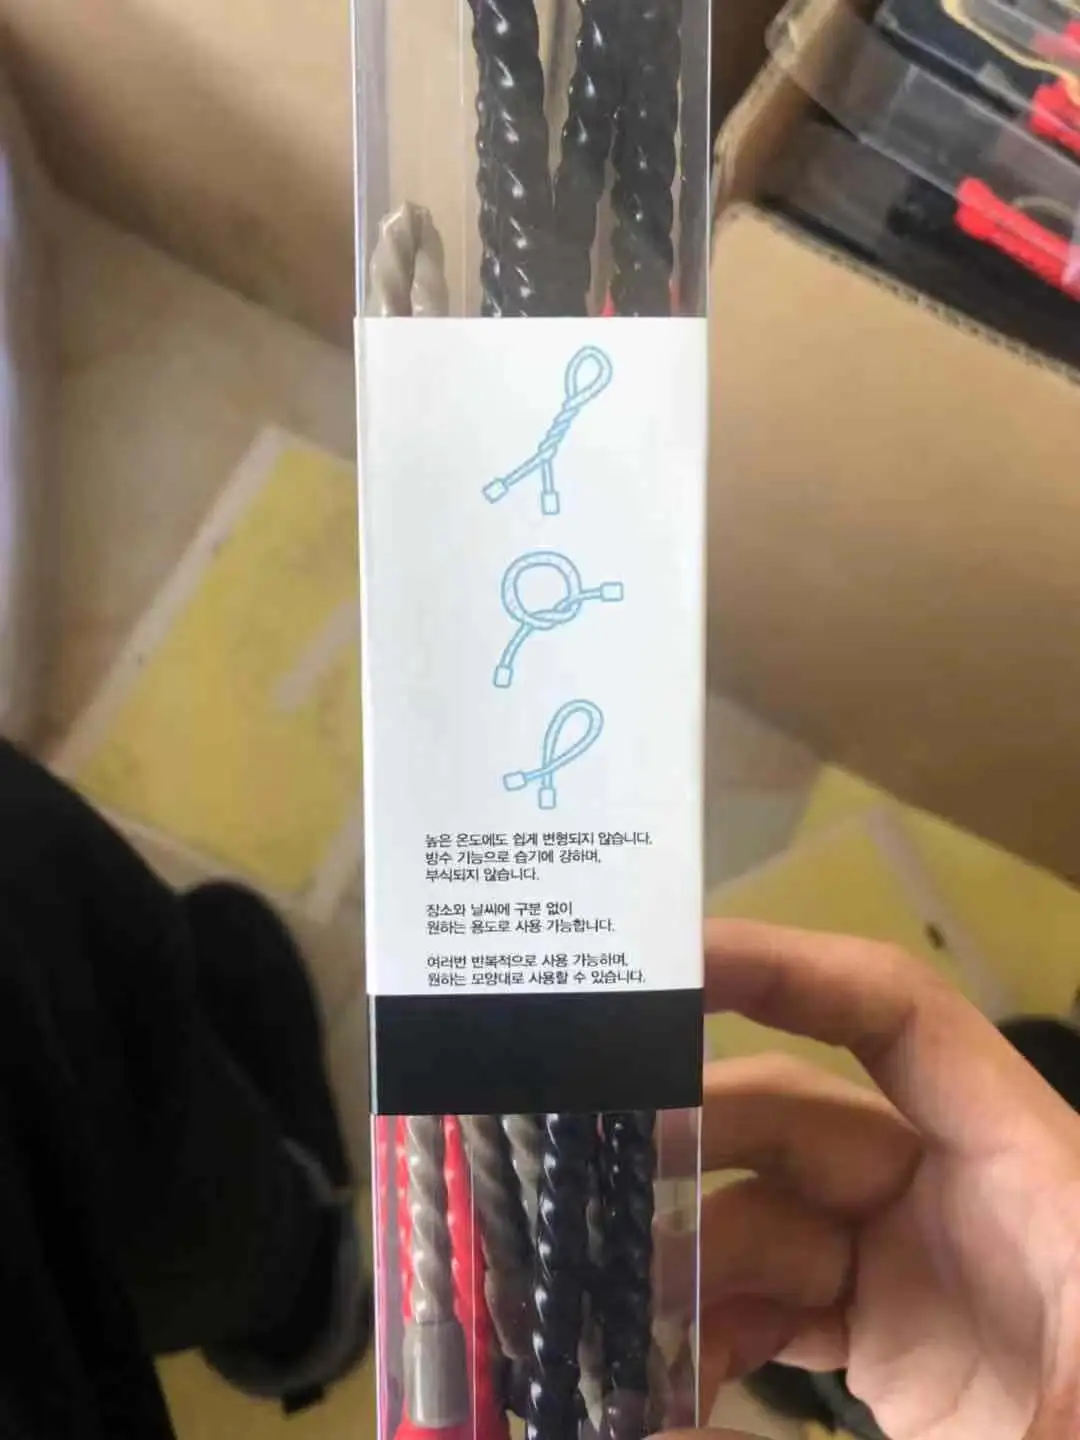 높은 온도에도 쉽게 변형되지 않습니다.
방수 기능으로 습기에 강하며,
부식되지 않습니다.
장소와 날씨에 구분 없이
원하는 용도로 사용 가능합니다.
여러번 반복적으로 사용 가능하며,
원하는 모양대로 사용할 수 있습니다.